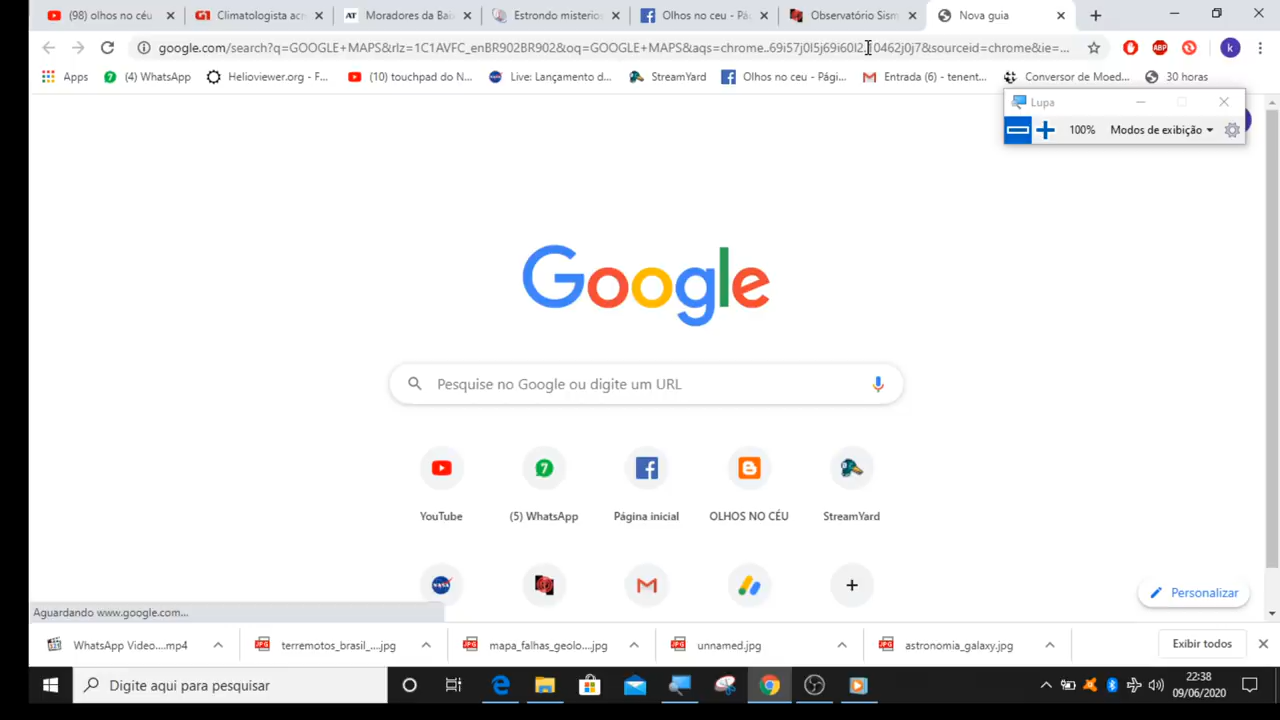 (98) olhos no céu
Climatologista ac
Moradores da Bai
Estrondo misterio
Olhos no ceu - Pá
Observatório Sism
Nova guia
google.com/search?q=GOOGLE+MAPS&rlz=1C1AVFC_enBR902BR902&oq=GOOGLE+MAPS&aqs=chrome..69i57j0l5j69i60l2.10462j0j7&sourceid=chrome&ie=...
Apps
(4) WhatsApp
Helioviewer.org - F...
(10) touchpad do N...
Live: Lançamento d...
StreamYard
Olhos no ceu - Pági...
Entrada (6) - tenent...
Conversor de Moed...
30 horas
Lupa
100%
Modos de exibição
Google
Pesquise no Google ou digite um URL
YouTube
(5) WhatsApp
Página inicial
OLHOS NO CÉU
StreamYard
Personalizar
Aguardando www.google.com...
WhatsApp Video....mp4
terremotos_brasil_...jpg
mapa_falhas_geolo...jpg
unnamed.jpg
astronomia_galaxy.jpg
Exibir todos
Digite aqui para pesquisar
22:38
09/06/2020